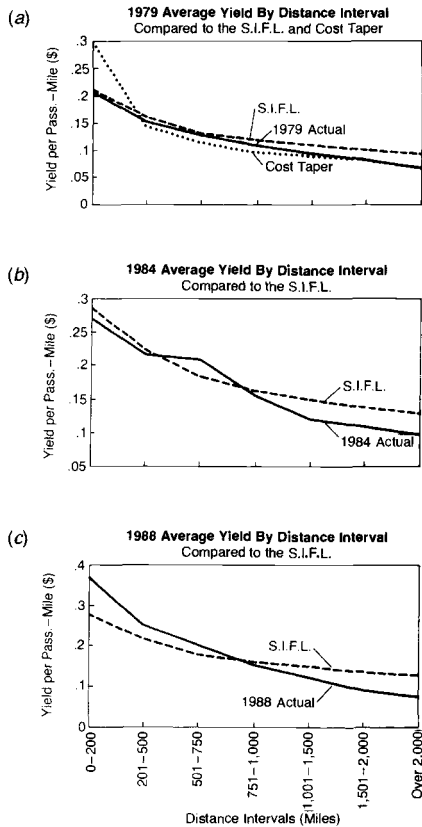 (a)
1979 Average Yield By Distance Interval
Compared to the S.I.F.L. and Cost Taper
Yield per Pass.–Mile ($)
.3
.25
.2
.15
.1
.05
0
S.I.F.L.
1979 Actual
Cost Taper
(b)
1984 Average Yield By Distance Interval
Compared to the S.I.F.L.
Yield per Pass.–Mile ($)
.3
.25
.2
.15
.1
.05
S.I.F.L.
1984 Actual
(c)
1988 Average Yield By Distance Interval
Compared to the S.I.F.L.
Yield per Pass.–Mile ($)
.4
.3
.2
.1
0
S.I.F.L.
1988 Actual
0–200
201–500
501–750
751–1,000
(1,001–1,500
1,501–2,000
Over 2,000
Distance Intervals (Miles)